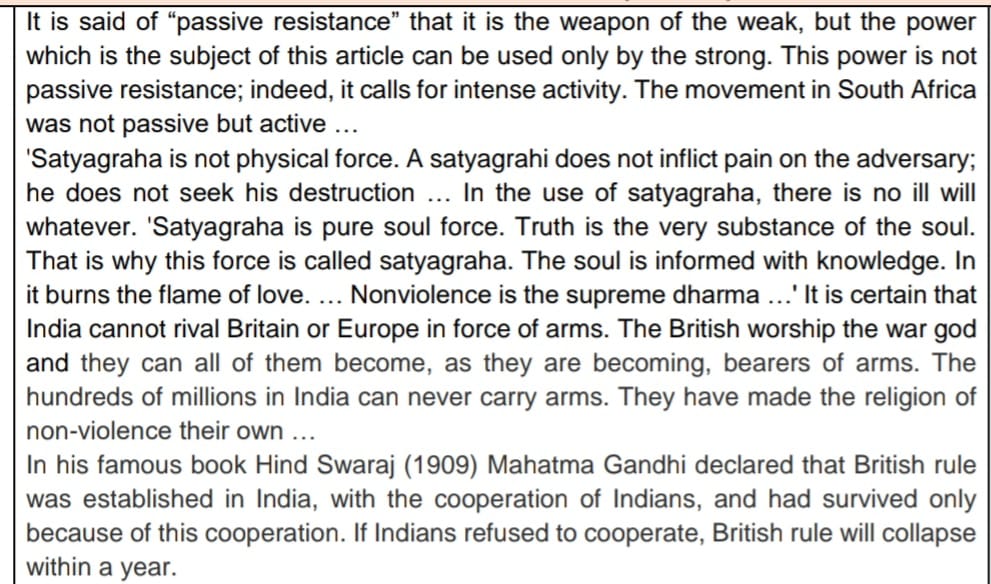 It is said of “passive resistance” that it is the weapon of the weak, but the power
which is the subject of this article can be used only by the strong. This power is not
passive resistance; indeed, it calls for intense activity. The movement in South Africa
was not passive but active …
'Satyagraha is not physical force. A satyagrahi does not inflict pain on the adversary;
he does not seek his destruction … In the use of satyagraha, there is no ill will
whatever. 'Satyagraha is pure soul force. Truth is the very substance of the soul.
That is why this force is called satyagraha. The soul is informed with knowledge. In
it burns the flame of love. … Nonviolence is the supreme dharma …' It is certain that
India cannot rival Britain or Europe in force of arms. The British worship the war god
and they can all of them become, as they are becoming, bearers of arms. The
hundreds of millions in India can never carry arms. They have made the religion of
non-violence their own …
In his famous book Hind Swaraj (1909) Mahatma Gandhi declared that British rule
was established in India, with the cooperation of Indians, and had survived only
because of this cooperation. If Indians refused to cooperate, British rule will collapse
within a year.